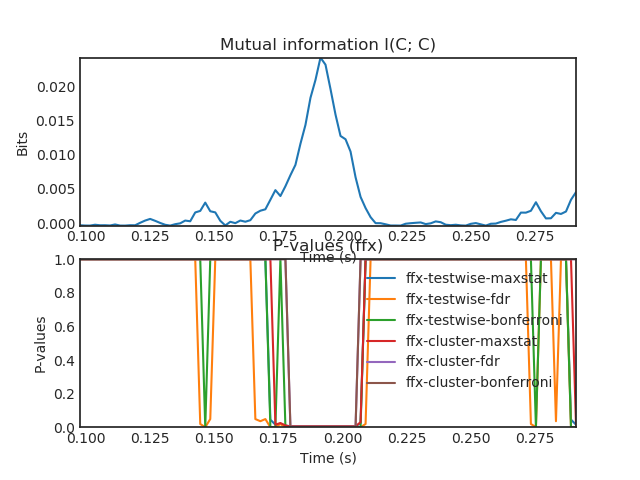 Mutual information I(C; C)
Bits
0.020
0.015
0.010
0.005
0.000
0.100 0.125 0.150 0.175 0.200 0.225 0.250 0.275
Time (s)
P-values (ffx)
P-values
1.0
0.8
0.6
0.4
0.2
0.0
ffx-testwise-maxstat
ffx-testwise-fdr
ffx-testwise-bonferroni
ffx-cluster-maxstat
ffx-cluster-fdr
ffx-cluster-bonferroni
0.100 0.125 0.150 0.175 0.200 0.225 0.250 0.275
Time (s)